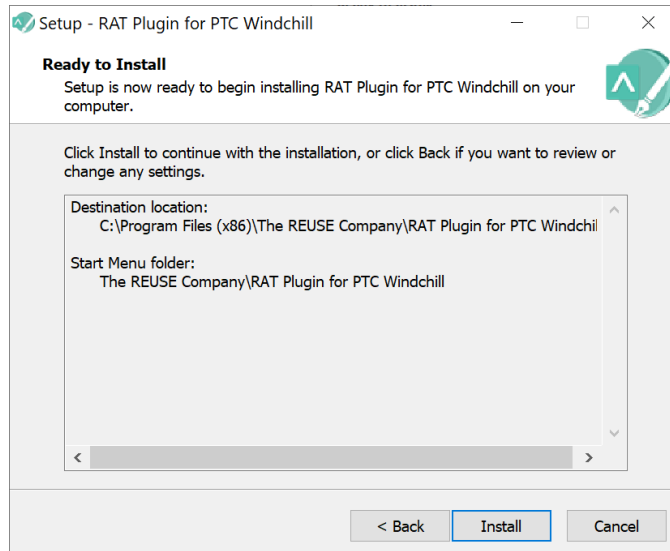 Setup - RAT Plugin for PTC Windchill
Ready to Install
Setup is now ready to begin installing RAT Plugin for PTC Windchill on your
computer.
Click Install to continue with the installation, or click Back if you want to review or
change any settings.
Destination location:
C:\Program Files (x86)\The REUSE Company\RAT Plugin for PTC Windchil
Start Menu folder:
The REUSE Company\RAT Plugin for PTC Windchill
< Back
Install
Cancel